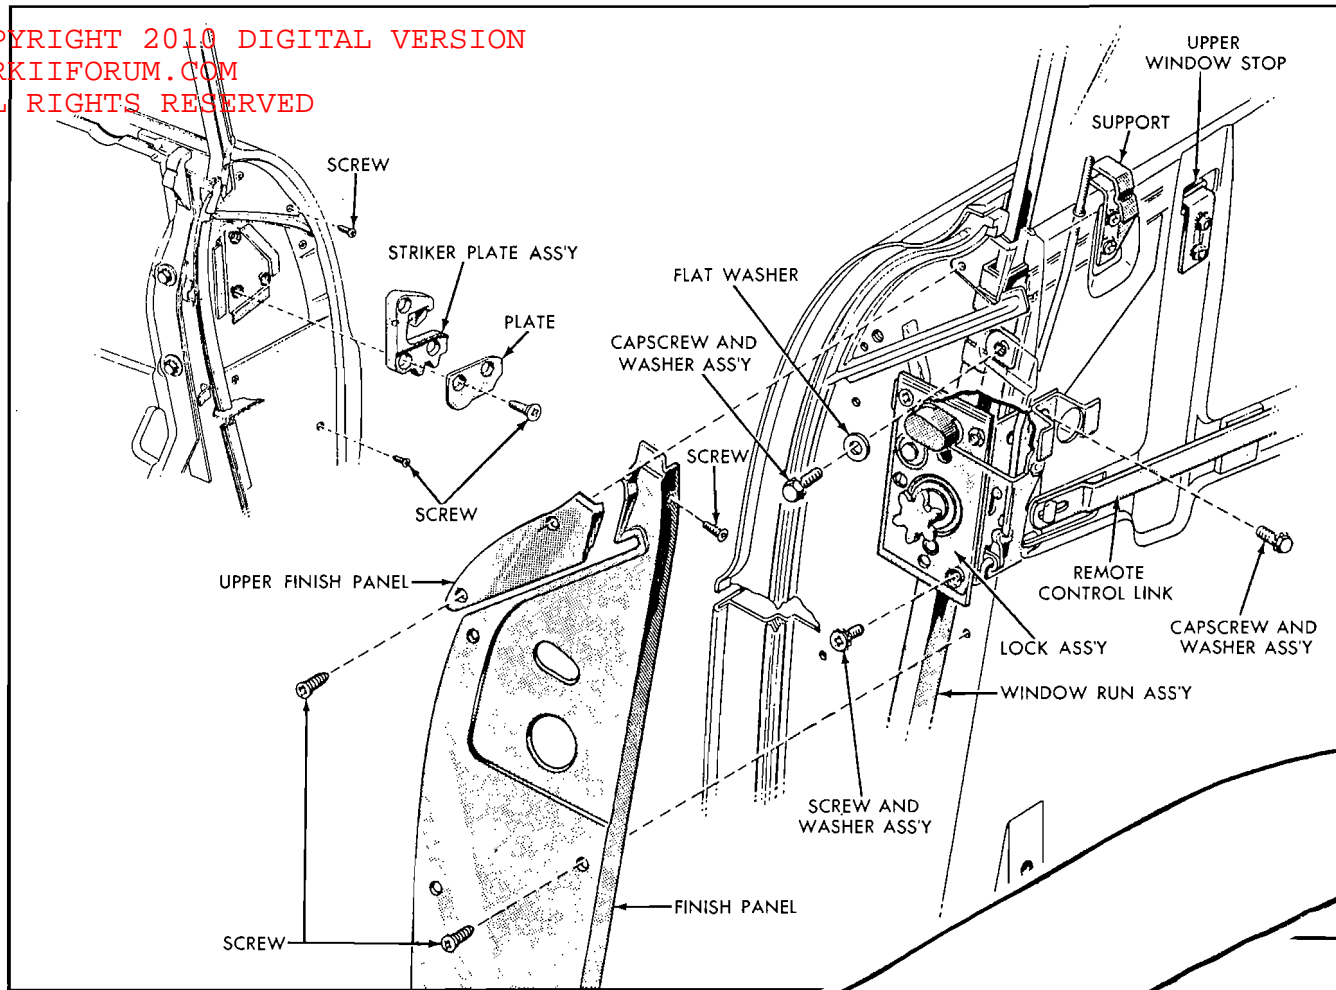 PYRIGHT 2010 DIGITAL VERSION
RKIIFORUM.COM
L RIGHTS RESERVED
UPPER
WINDOW STOP
SUPPORT
SCREW
STRIKER PLATE ASS'Y
FLAT WASHER
PLATE
CAPSCREW AND
WASHER ASS'Y
SCREW
SCREW
UPPER FINISH PANEL
REMOTE
CONTROL LINK
CAPSCREW AND
WASHER ASS'Y
LOCK ASS'Y
WINDOW RUN ASS'Y
SCREW AND
WASHER ASS'Y
FINISH PANEL
SCREW